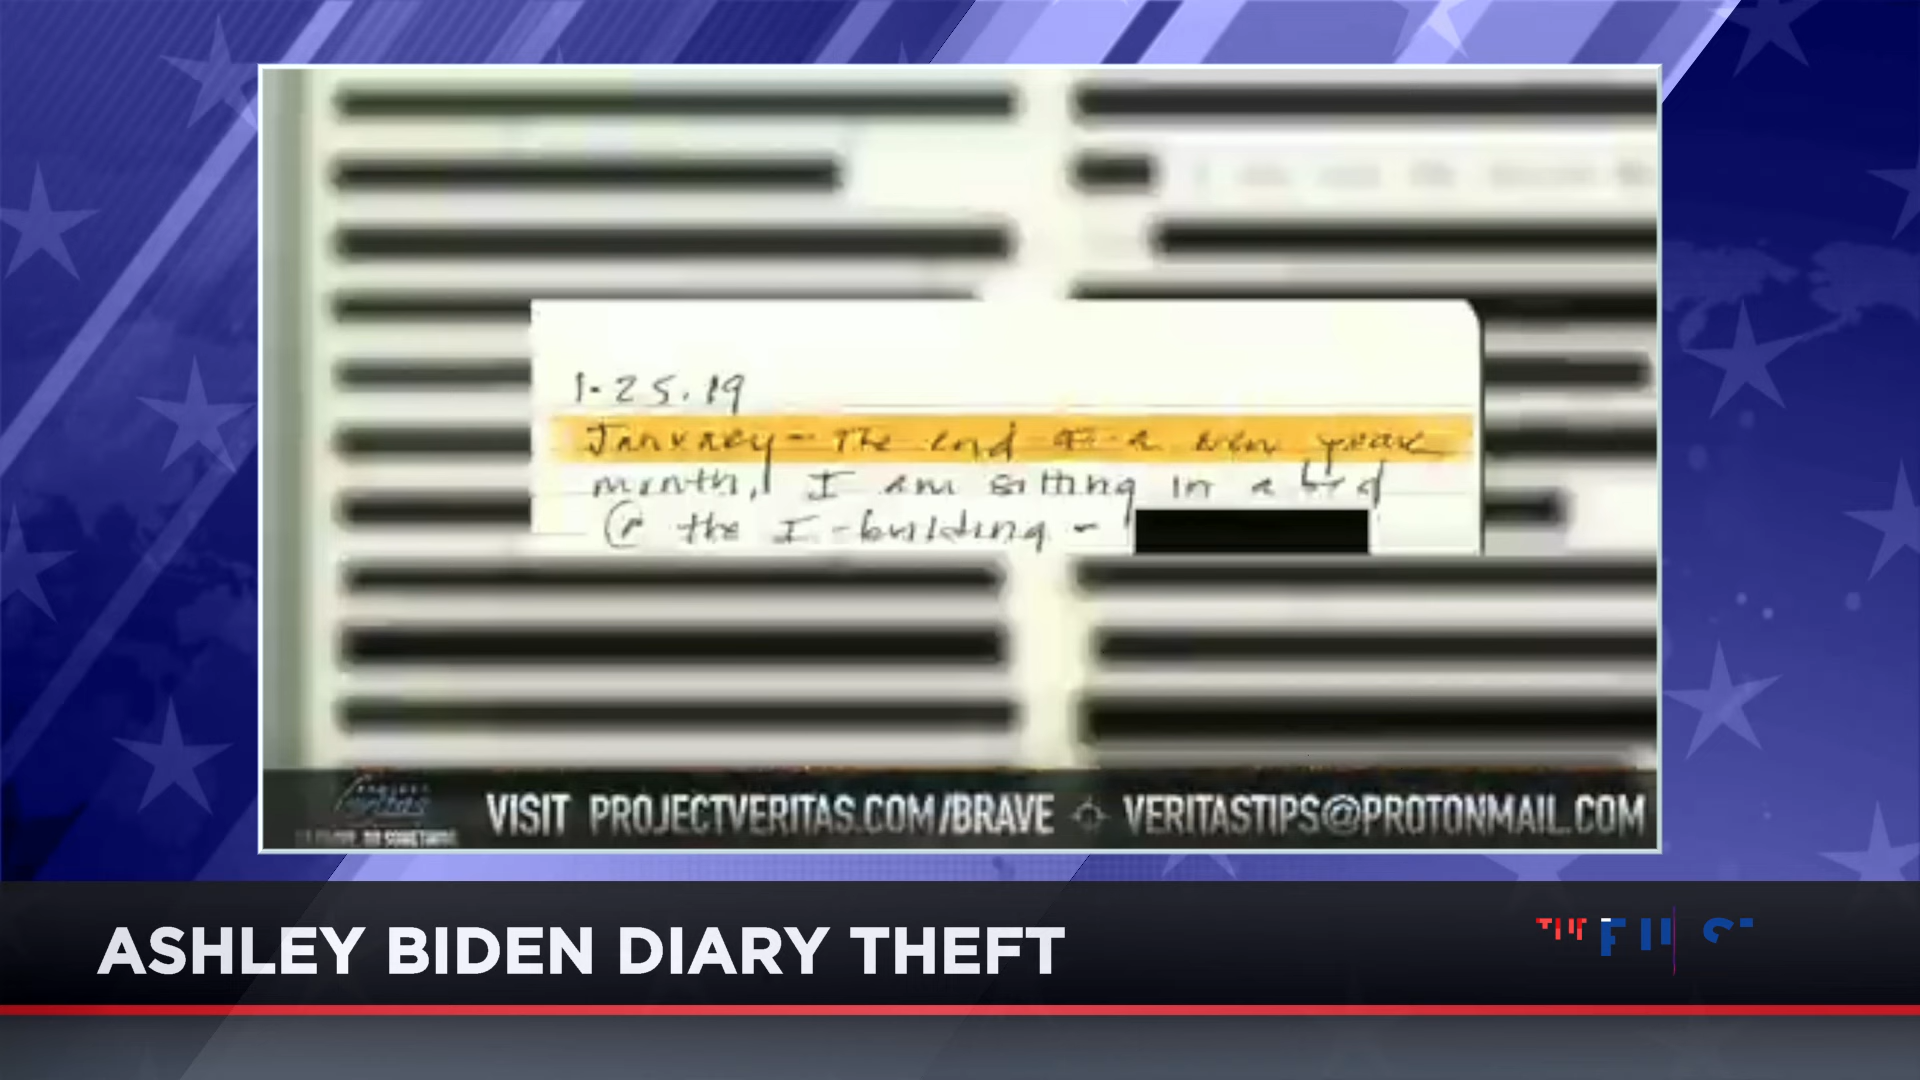 1-25.19
January - The end of a new year
month, I am sitting in a bed
@ the I-building -
VISIT PROJECTVERITAS.COM/BRAVE VERITASTIPS@PROTONMAIL.COM
ASHLEY BIDEN DIARY THEFT